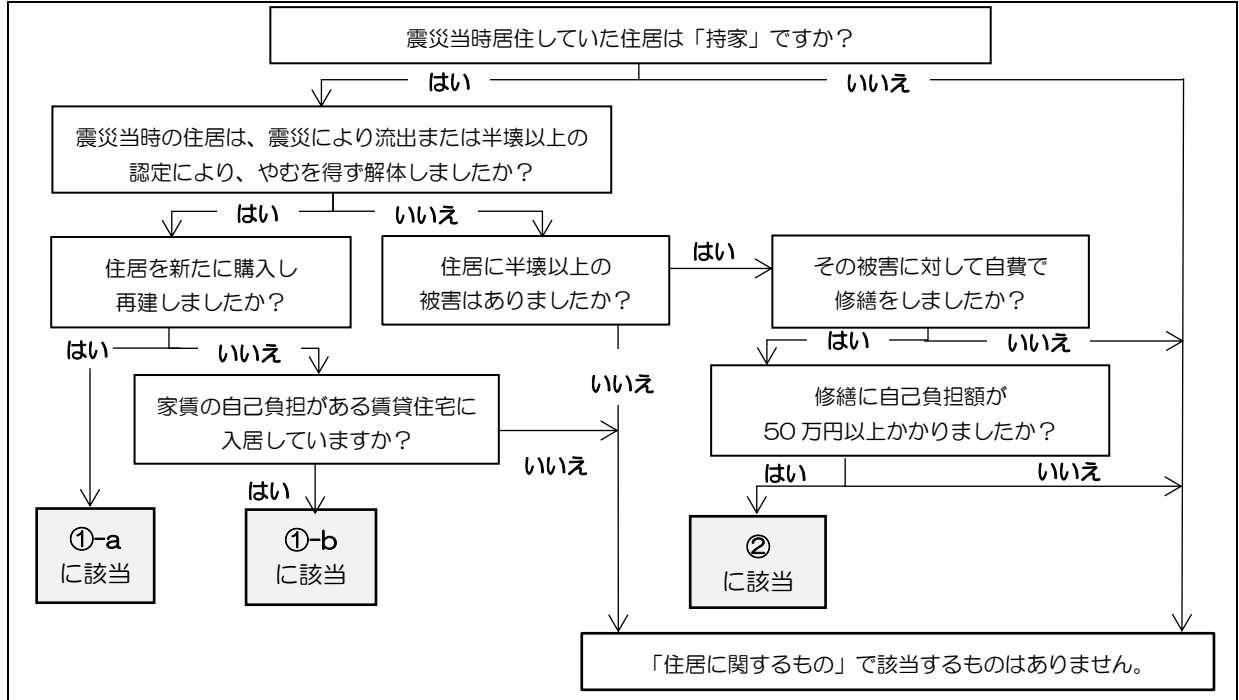 震災当時居住していた住居は「持家」ですか？
はい
いいえ
震災当時の住居は、震災により流出または半壊以上の
認定により、やむを得ず解体しましたか？
はい
いいえ
住居を新たに購入し
再建しましたか？
住居に半壊以上の
被害はありましたか？
はい
その被害に対して自費で
修繕をしましたか？
はい
いいえ
いいえ
はい
いいえ
家賃の自己負担がある賃貸住宅に
入居していますか？
修繕に自己負担額が
50 万円以上かかりましたか？
はい
いいえ
はい
いいえ
①-a
に該当
①-b
に該当
②
に該当
「住居に関するもの」で該当するものはありません。